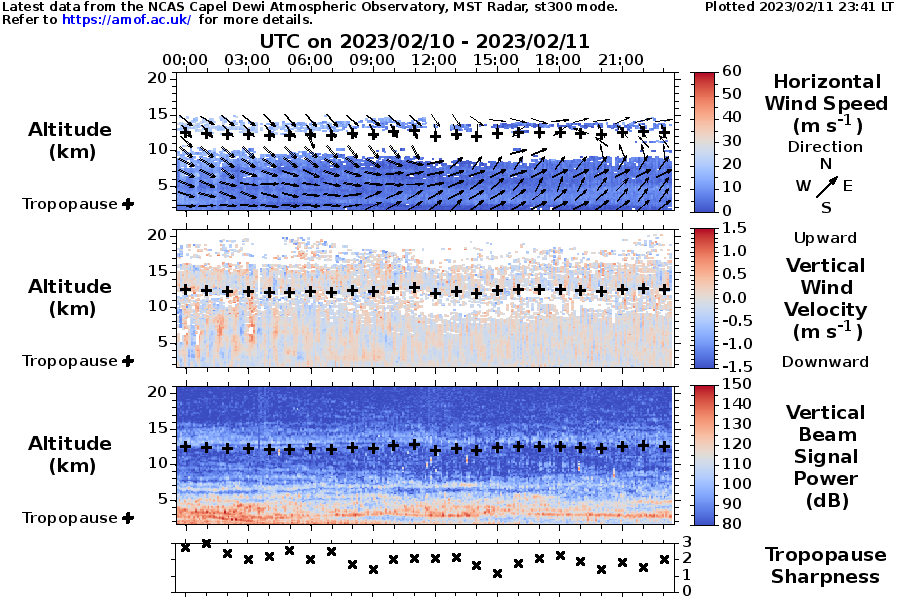 Latest data from the NCAS Capel Dewi Atmospheric Observatory, MST Radar, st300 mode.
Plotted 2023/02/11 23:41 LT
Refer to https://amof.ac.uk/ for more details.
UTC on 2023/02/10 - 2023/02/11
00:00 03:00 06:00 09:00 12:00 15:00 18:00 21:00
20
15
10
5
Altitude
(km)
Tropopause
60
50
40
30
20
10
0
Horizontal
Wind Speed
(m s-1)
Direction
N
W E
S
20
15
10
5
Altitude
(km)
Tropopause
1.5
1.0
0.5
0.0
-0.5
-1.0
-1.5
Upward
Vertical
Wind
Velocity
(m s-1)
Downward
20
15
10
5
Altitude
(km)
Tropopause
150
140
130
120
110
100
90
80
Vertical
Beam
Signal
Power
(dB)
3
2
1
0
Tropopause
Sharpness